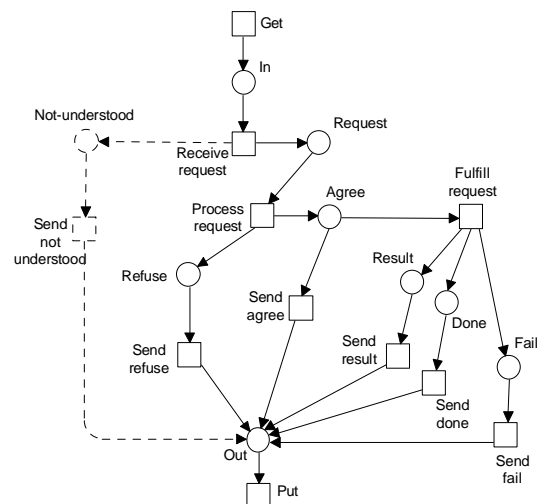 Get
In
Not-understood
Request
Receive
request
Fulfill
request
Agree
Process
request
Send
not
understood
Result
Refuse
Send
agree
Done
Fail
Send
result
Send
refuse
Send
done
Out
Send
fail
Put